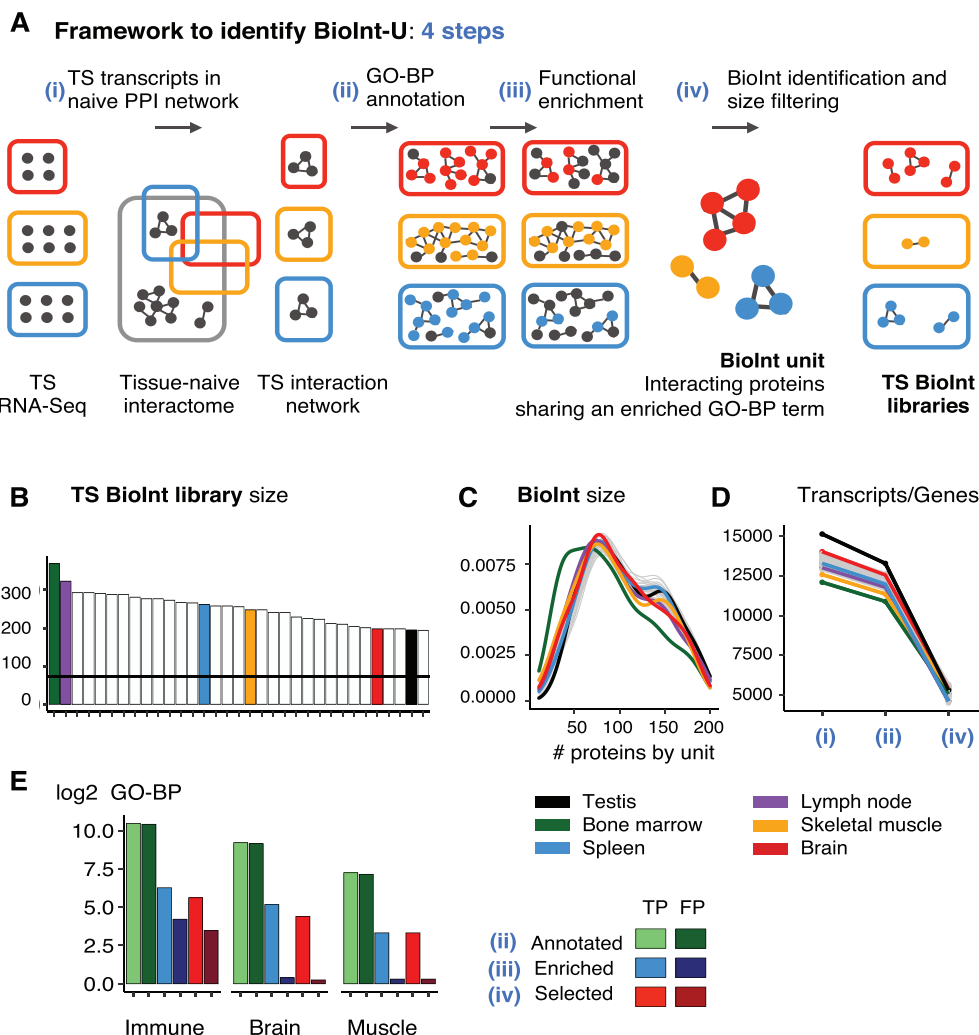 A
Framework to identify BioInt-U: 4 steps
(i) TS transcripts in
naive PPI network
(ii) GO-BP
annotation
(iii) Functional
enrichment
(iv) BioInt identification and
size filtering
TS
RNA-Seq
Tissue-naive
interactome
TS interaction
network
BioInt unit
Interacting proteins
sharing an enriched GO-BP term
TS BioInt
libraries
B
TS BioInt library size
300
200
100
0
C
BioInt size
0.0075
0.0050
0.0025
0.0000
50 100 150 200
# proteins by unit
D
Transcripts/Genes
15000
12500
10000
7500
5000
(i) (ii) (iv)
E
log2 GO-BP
10.0
7.5
5.0
2.5
0.0
Immune Brain Muscle
Testis
Bone marrow
Spleen
Lymph node
Skeletal muscle
Brain
TP FP
(ii) Annotated
(iii) Enriched
(iv) Selected